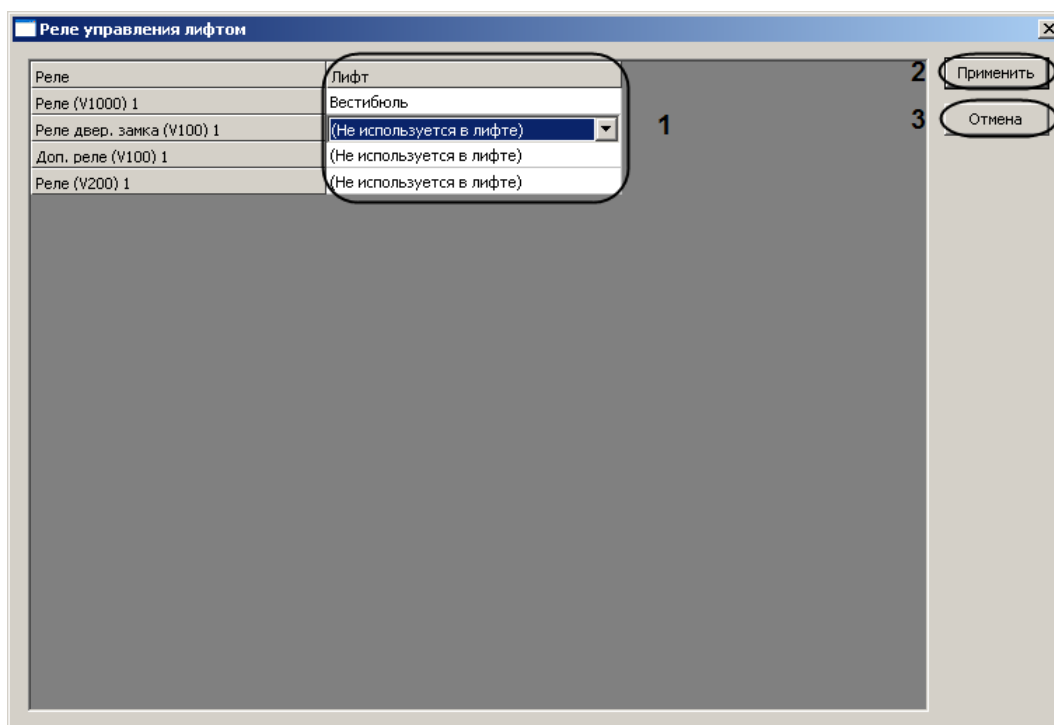 Реле управления лифтом
Реле Лифт
Реле (V1000) 1 Вестибюль
Реле двер. замка (V100) 1 (Не используется в лифте)
Доп. реле (V100) 1 (Не используется в лифте)
Реле (V200) 1 (Не используется в лифте)
1
2 Применить
3 Отмена